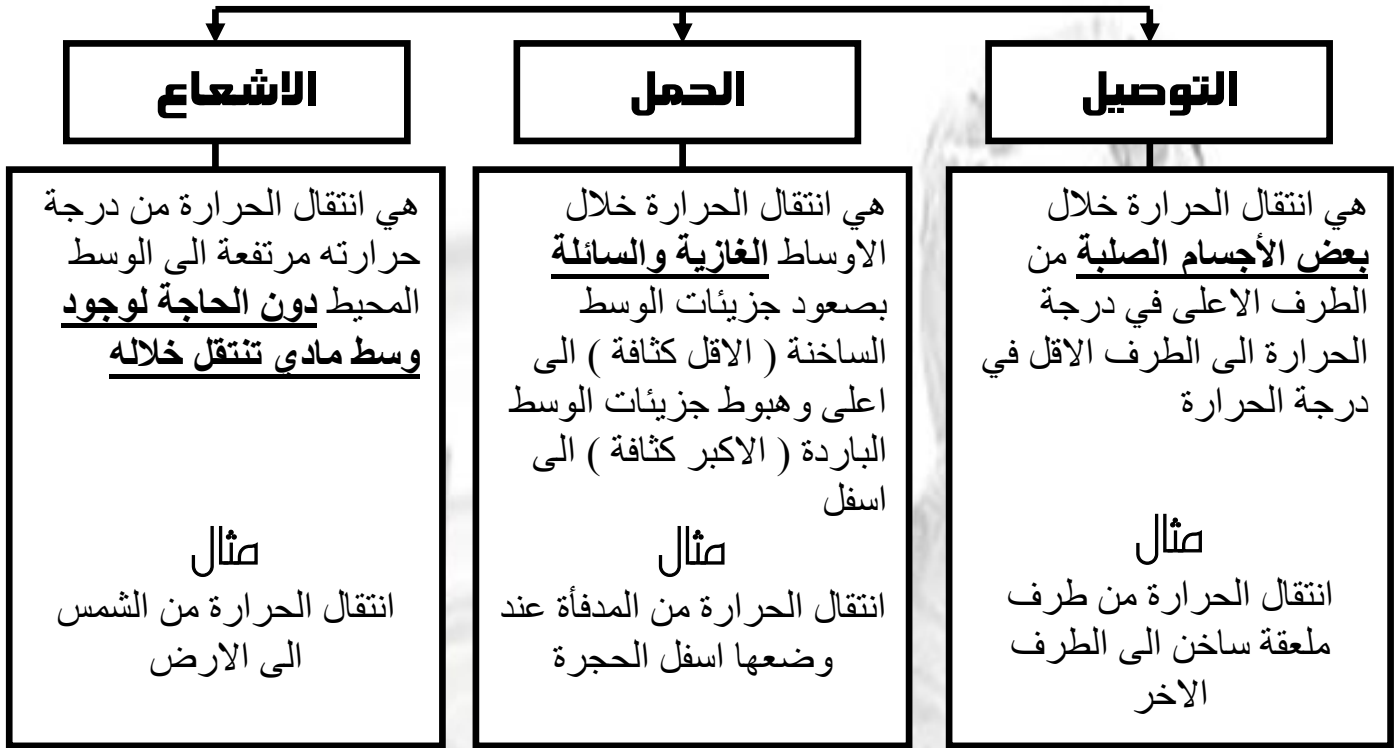 التوصيل
هي انتقال الحرارة خلال
بعض الأجسام الصلبة من
الطرف الاعلى في درجة
الحرارة الى الطرف الاقل في
درجة الحرارة
مثال
انتقال الحرارة من طرف
ملعقة ساخن الى الطرف
الاخر
الحمل
هي انتقال الحرارة خلال
الاوساط الغازية والسائلة
بصعود جزيئات الوسط
الساخنة ( الاقل كثافة ) الى
اعلى وهبوط جزيئات الوسط
الباردة ( الاكبر كثافة ) الى
اسفل
مثال
انتقال الحرارة من المدفأة عند
وضعها اسفل الحجرة
الاشعاع
هي انتقال الحرارة من درجة
حرارته مرتفعة الى الوسط
المحيط دون الحاجة لوجود
وسط مادي تنتقل خلاله
مثال
انتقال الحرارة من الشمس
الى الارض